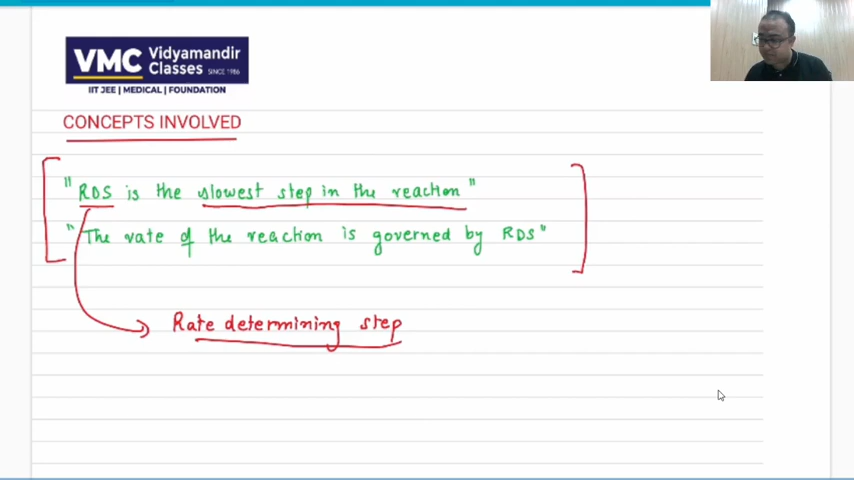 VMC Vidyamandir
Classes SINCE 1986
IIT JEE | MEDICAL | FOUNDATION
CONCEPTS INVOLVED
"RDS is the slowest step in the reaction"
"The rate of the reaction is governed by RDS"
Rate determining step